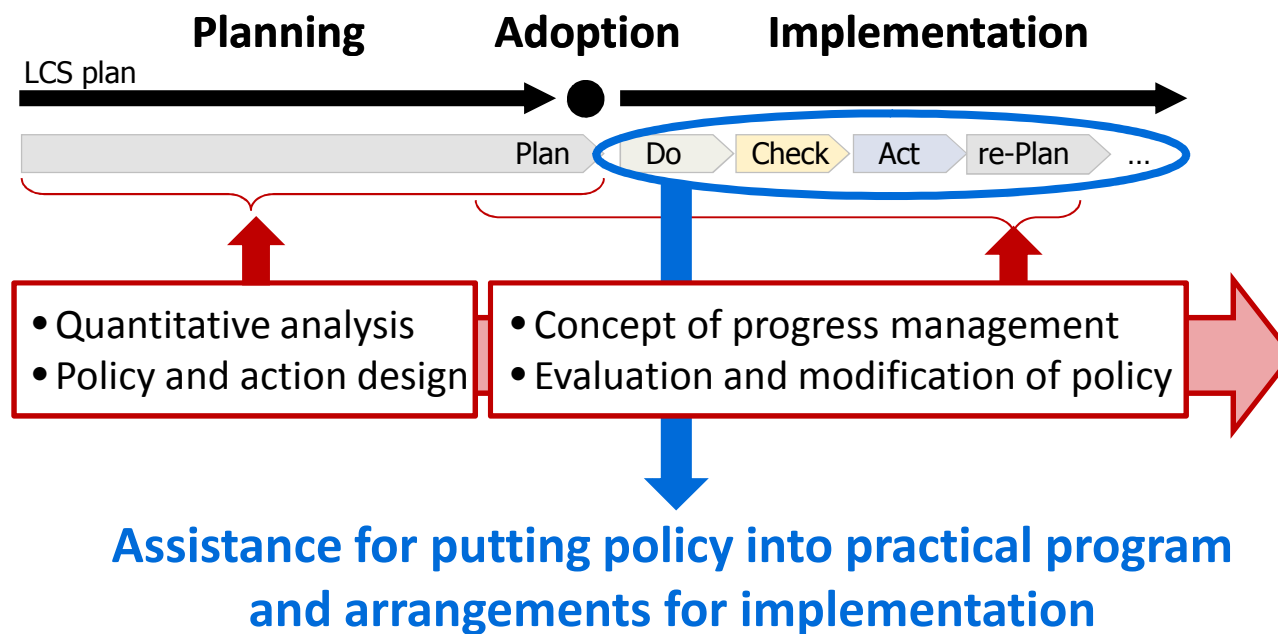 Planning Adoption Implementation
LCS plan
Plan Do Check Act re-Plan ...
• Quantitative analysis
• Policy and action design
• Concept of progress management
• Evaluation and modification of policy
Assistance for putting policy into practical program
and arrangements for implementation